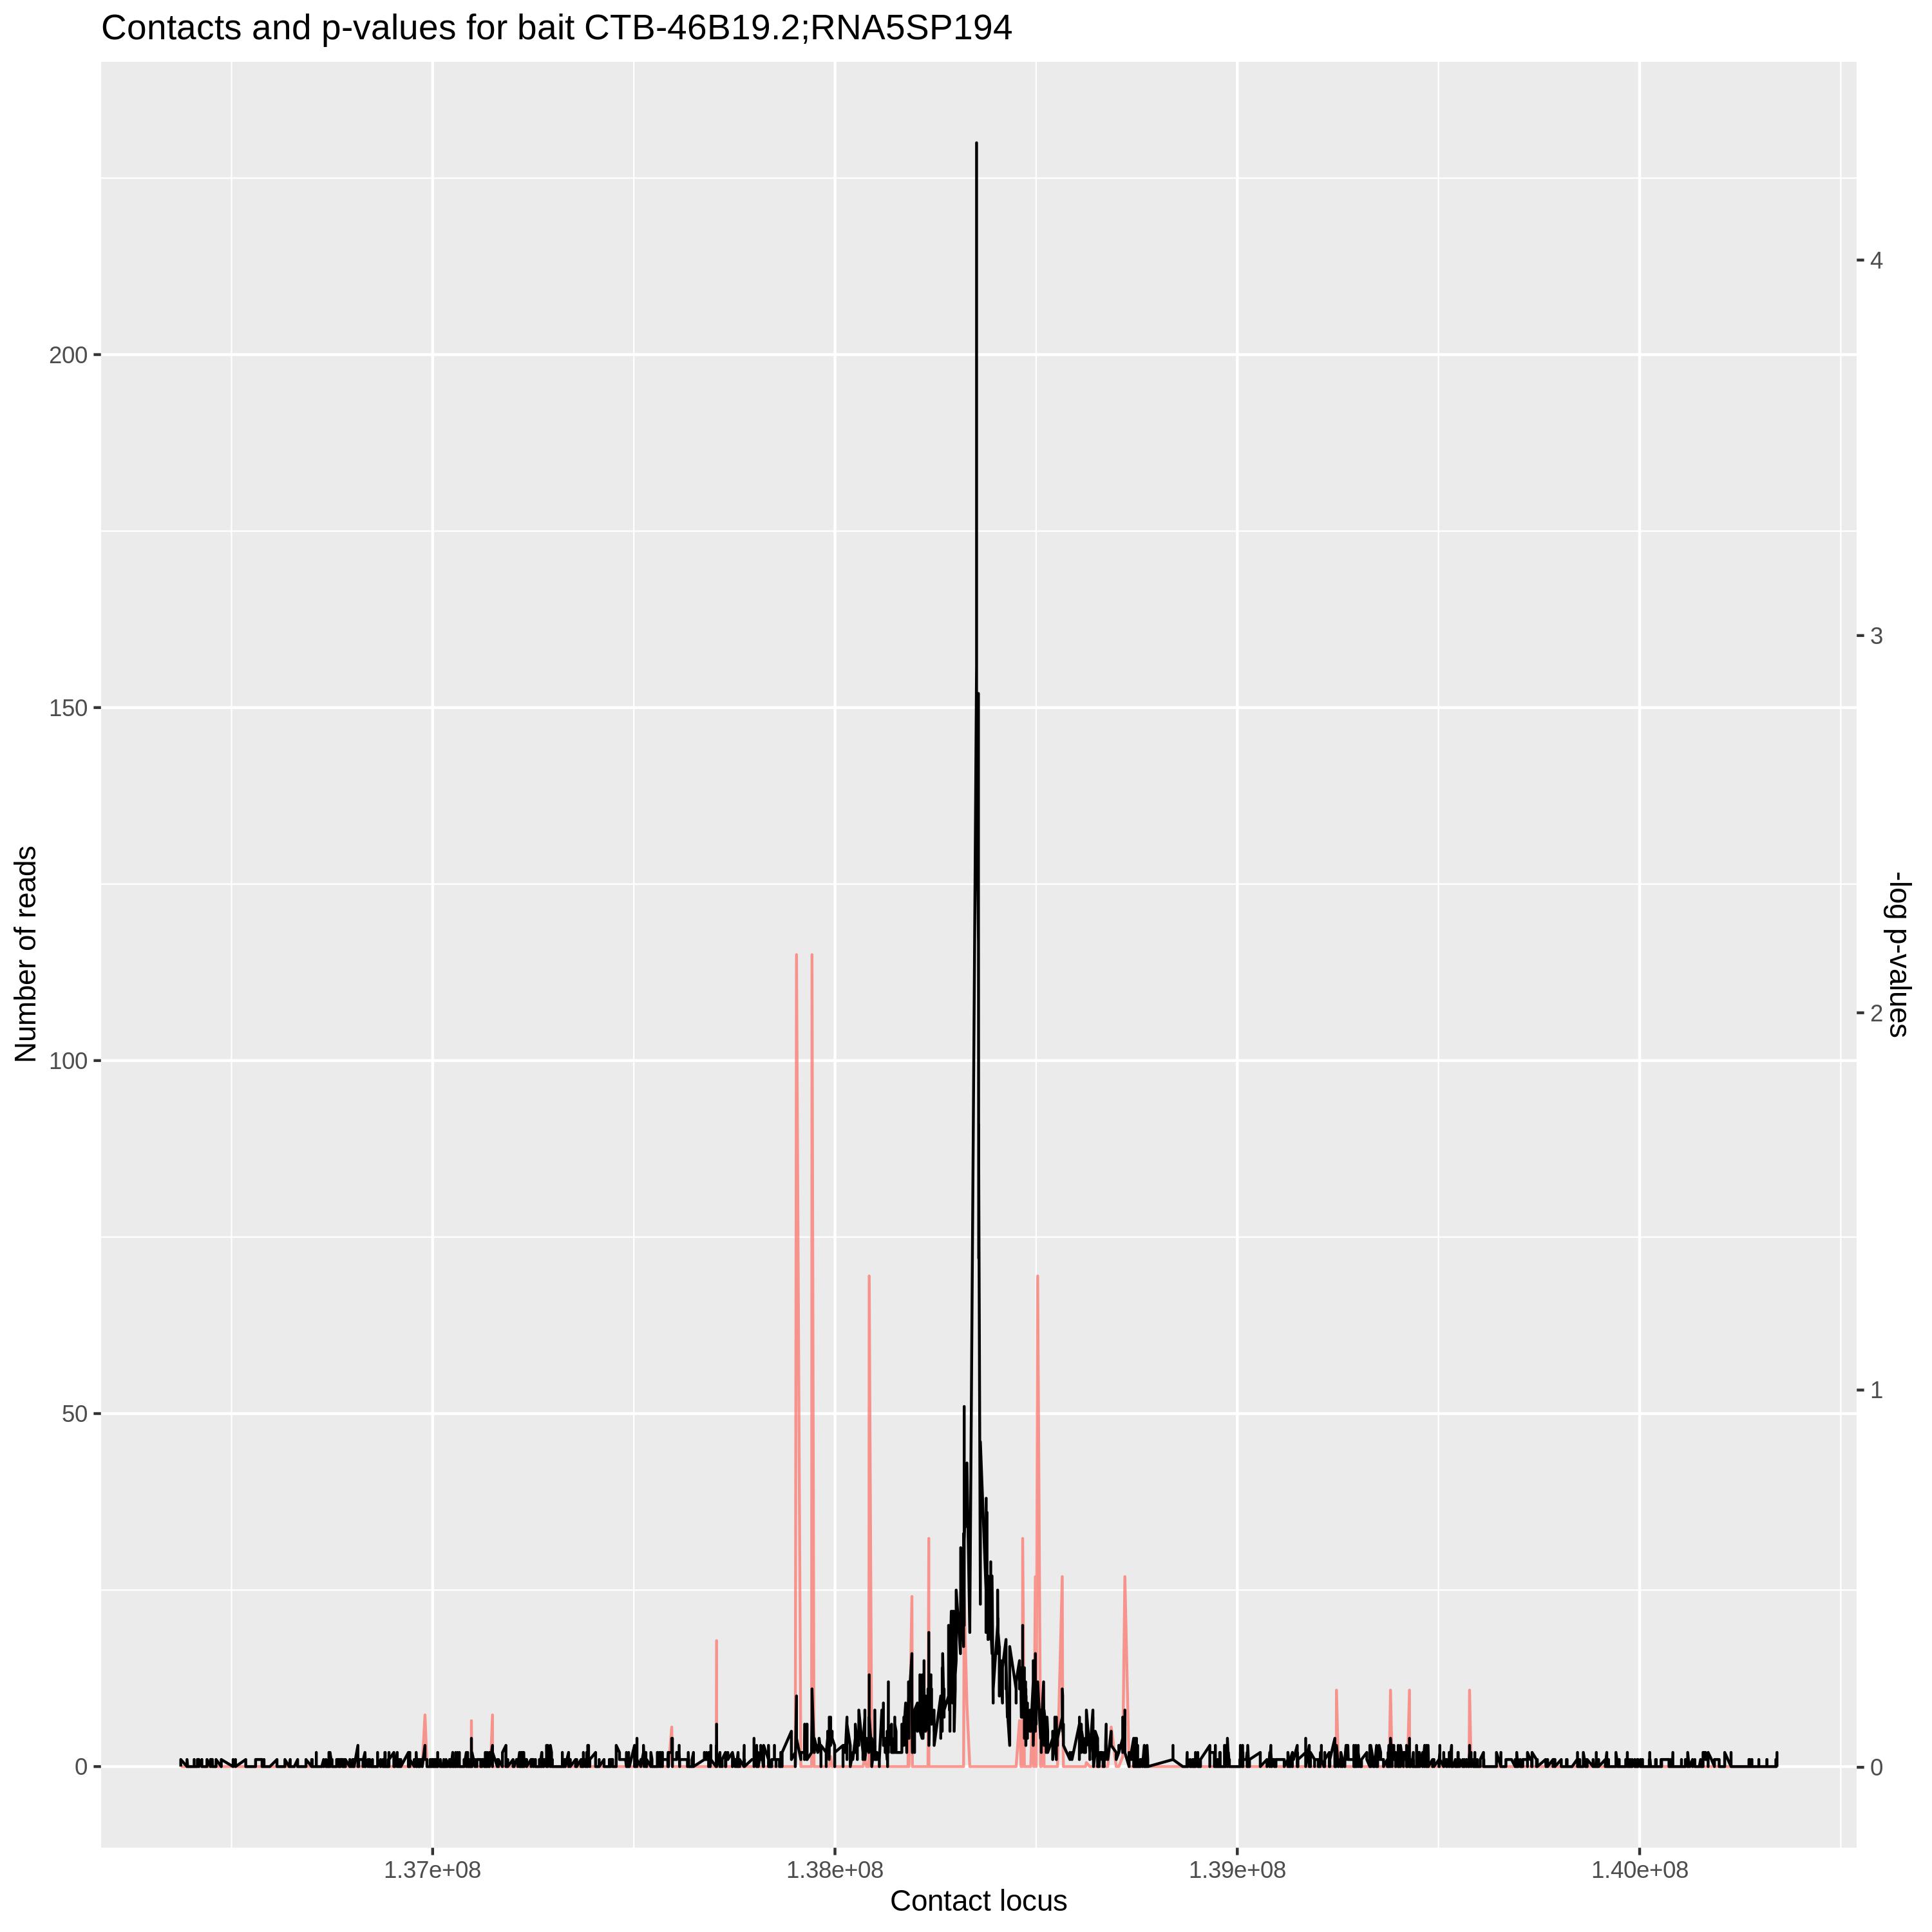 Contacts and p-values for bait CTB-46B19.2;RNA5SP194
Number of reads
200
150
100
50
0
4
3
2
1
0
-log p-values
1.37e+08 1.38e+08 1.39e+08 1.40e+08
Contact locus